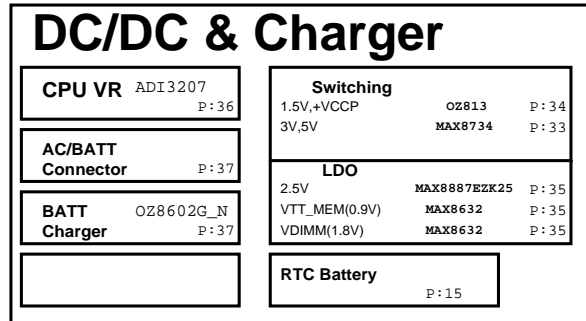 DC/DC & Charger
CPU VR ADI3207
P:36
AC/BATT
Connector P:37
BATT OZ8602G_N
Charger P:37
Switching
1.5V,+VCCP OZ813 P:34
3V,5V MAX8734 P:33
LDO
2.5V MAX8887EZK25 P:35
VTT_MEM(0.9V) MAX8632 P:35
VDIMM(1.8V) MAX8632 P:35
RTC Battery
P:15